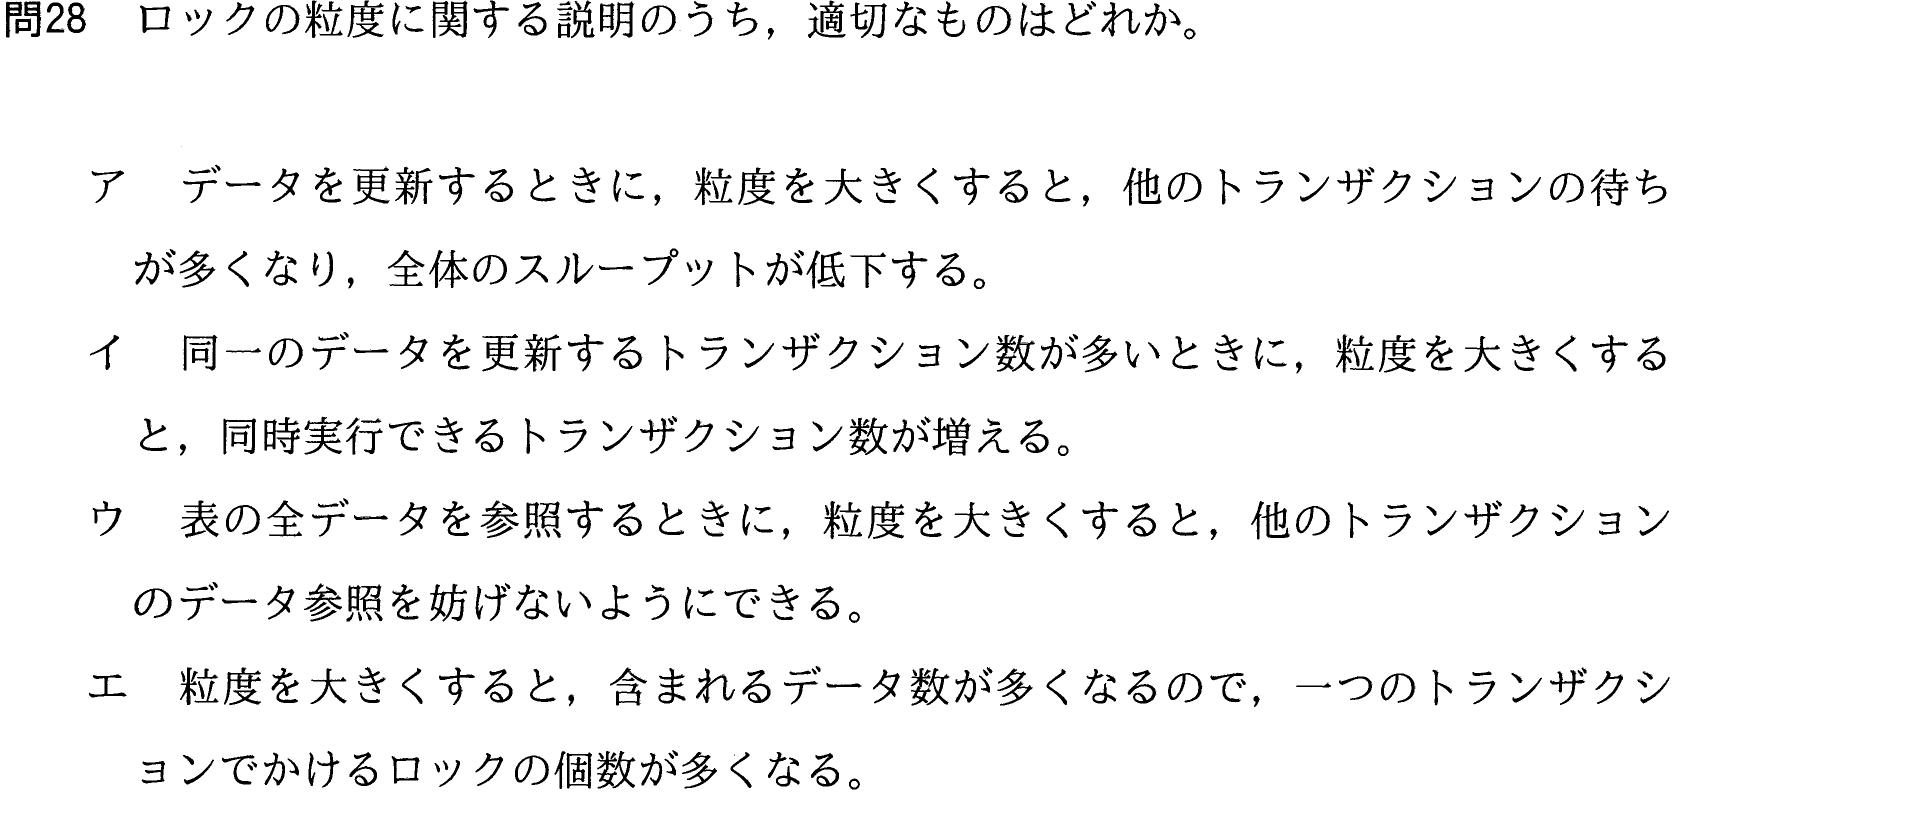 問28 ロックの粒度に関する説明のうち，適切なものはどれか。
ア データを更新するときに，粒度を大きくすると，他のトランザクションの待ち
が多くなり，全体のスループットが低下する。
イ 同一のデータを更新するトランザクション数が多いときに，粒度を大きくする
と，同時実行できるトランザクション数が増える。
ウ 表の全データを参照するときに，粒度を大きくすると，他のトランザクション
のデータ参照を妨げないようにできる。
エ 粒度を大きくすると，含まれるデータ数が多くなるので，一つのトランザクシ
ョンでかけるロックの個数が多くなる。